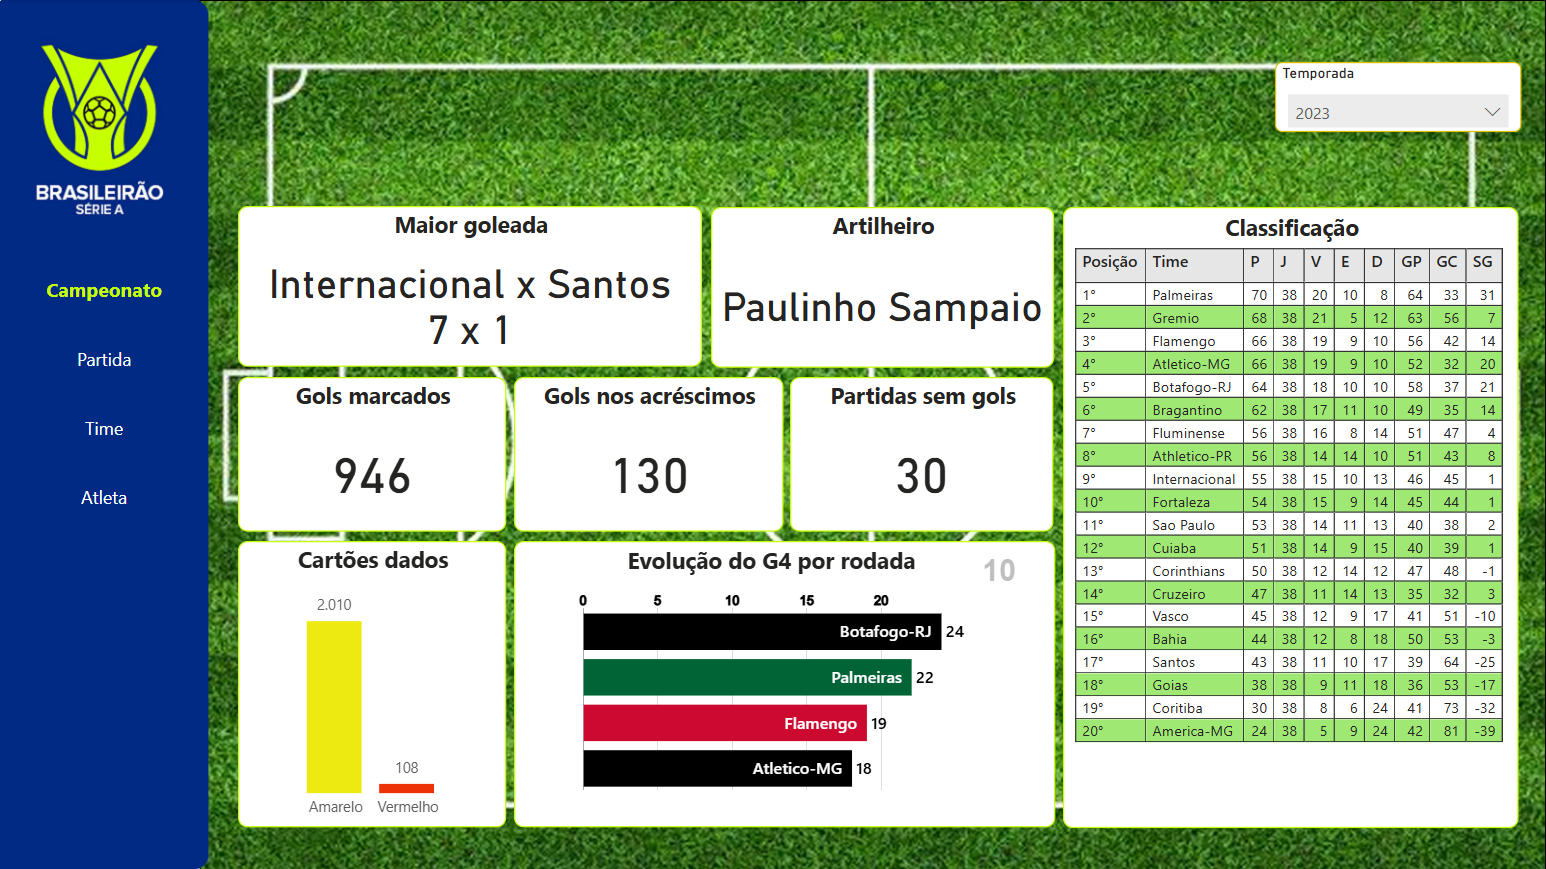 BRASILEIRÃO
SÉRIE A
Campeonato
Partida
Time
Atleta
Temporada
2023
Maior goleada
Internacional x Santos
7 x 1
Artilheiro
Paulinho Sampaio
Gols marcados
946
Gols nos acréscimos
130
Partidas sem gols
30
Cartões dados
2.010
108
Amarelo Vermelho
Evolução do G4 por rodada
10
0 5 10 15 20
Botafogo-RJ 24
Palmeiras 22
Flamengo 19
Atletico-MG 18
Classificação
Posição Time P J V E D GP GC SG
1° Palmeiras 70 38 20 10 8 64 33 31
2° Gremio 68 38 21 5 12 63 56 7
3° Flamengo 66 38 19 9 10 56 42 14
4° Atletico-MG 66 38 19 9 10 52 32 20
5° Botafogo-RJ 64 38 18 10 10 58 37 21
6° Bragantino 62 38 17 11 10 49 35 14
7° Fluminense 56 38 16 8 14 51 47 4
8° Athletico-PR 56 38 14 14 10 51 43 8
9° Internacional 55 38 15 10 13 46 45 1
10° Fortaleza 54 38 15 9 14 45 44 1
11° Sao Paulo 53 38 14 11 13 40 38 2
12° Cuiaba 51 38 14 9 15 40 39 1
13° Corinthians 50 38 12 14 12 47 48 -1
14° Cruzeiro 47 38 11 14 13 35 32 3
15° Vasco 45 38 12 9 17 41 51 -10
16° Bahia 44 38 12 8 18 50 53 -3
17° Santos 43 38 11 10 17 39 64 -25
18° Goias 38 38 9 11 18 36 53 -17
19° Coritiba 30 38 8 6 24 41 73 -32
20° America-MG 24 38 5 9 24 42 81 -39